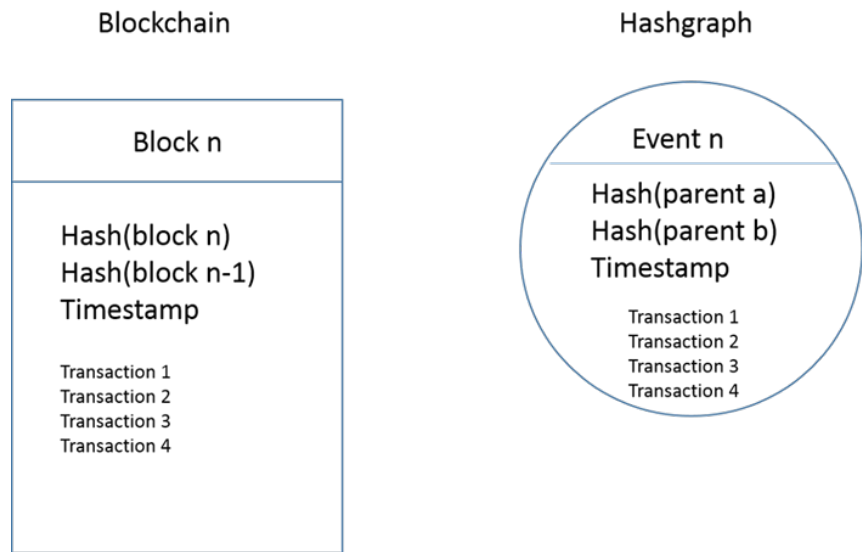 Blockchain
Block n
Hash(block n)
Hash(block n-1)
Timestamp
Transaction 1
Transaction 2
Transaction 3
Transaction 4
Hashgraph
Event n
Hash(parent a)
Hash(parent b)
Timestamp
Transaction 1
Transaction 2
Transaction 3
Transaction 4